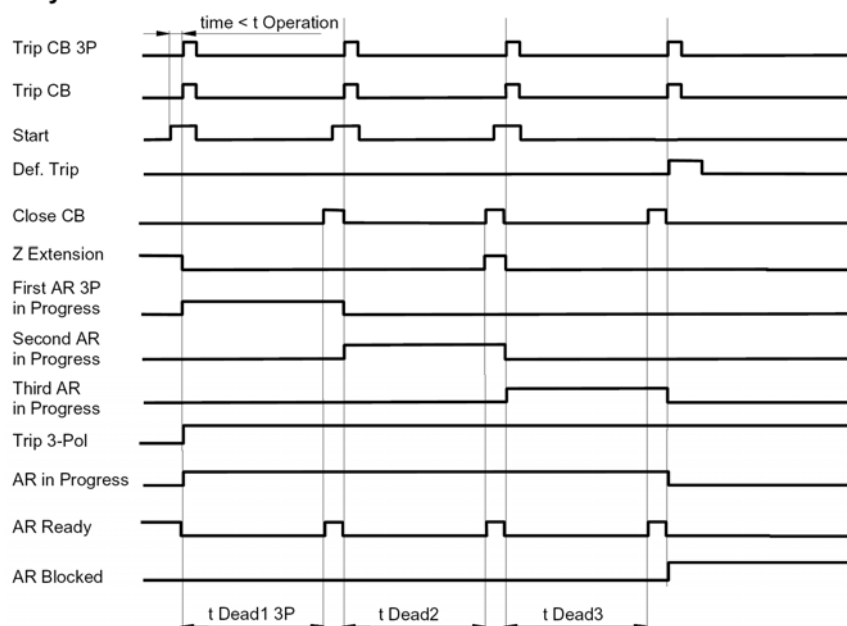 time < t Operation
Trip CB 3P
Trip CB
Start
Def. Trip
Close CB
Z Extension
First AR 3P
in Progress
Second AR
in Progress
Third AR
in Progress
Trip 3-Pol
AR in Progress
AR Ready
AR Blocked
t Dead1 3P
t Dead2
t Dead3